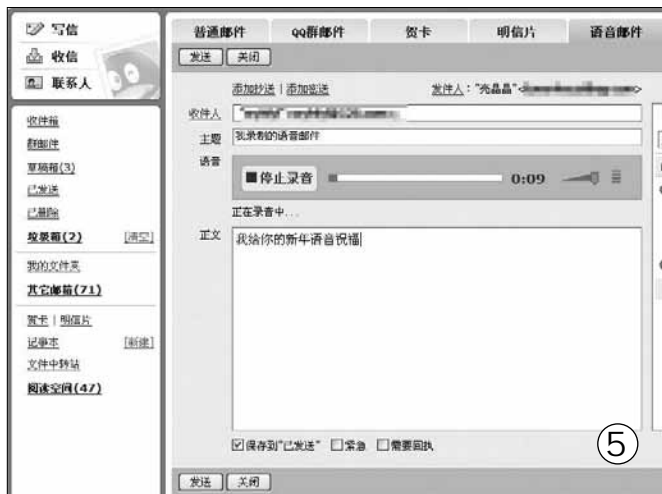 写信
收信
联系人
收件箱
群邮件
草稿箱(3)
已发送
已删除
垃圾箱(2) [清空]
我的文件夹
其它邮箱(71)
贺卡 | 明信片
记事本 [新建]
文件中转站
阅读空间(47)
普通邮件 QQ群邮件 贺卡 明信片 语音邮件
发送 关闭
添加抄送 | 添加密送 发件人："亮晶晶"<
收件人
主题 我录制的语音邮件
语音 停止录音 0:09
正在录音中...
正文 我给你的新年语音祝福
保存到"已发送" 紧急 需要回执
⑤
发送 关闭